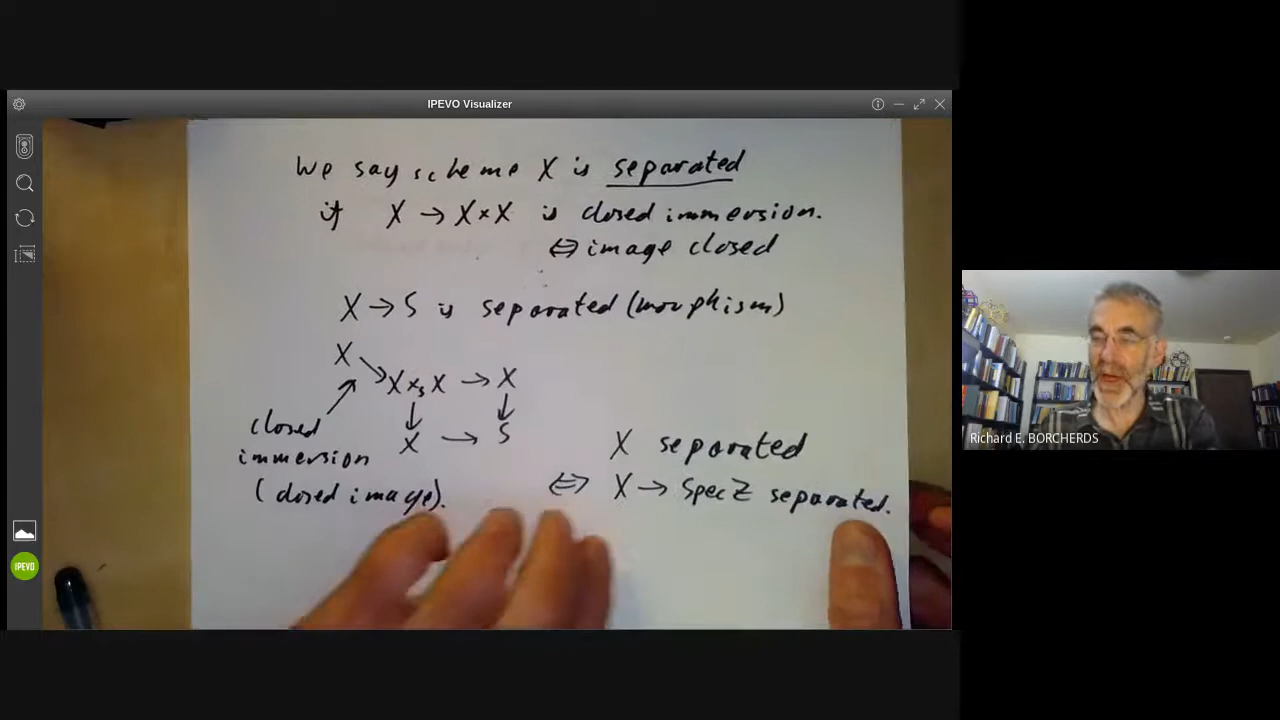 IPEVO Visualizer
We say scheme X is separated
if X → X×X is closed immersion.
⇔ image closed
X → S is separated (morphism)
X
X ×_S X → X
X → S
closed
immersion
(closed image).
X separated
⇔ X → Spec Z separated.
Richard E. BORCHERDS
IPEVO